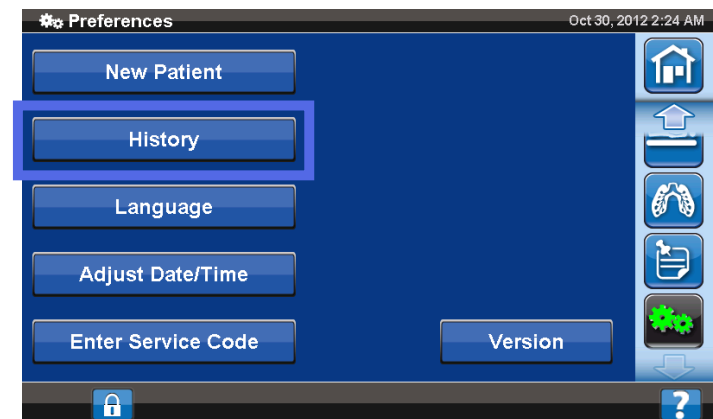 Preferences
Oct 30, 2012 2:24 AM
New Patient
History
Language
Adjust Date/Time
Enter Service Code
Version
?